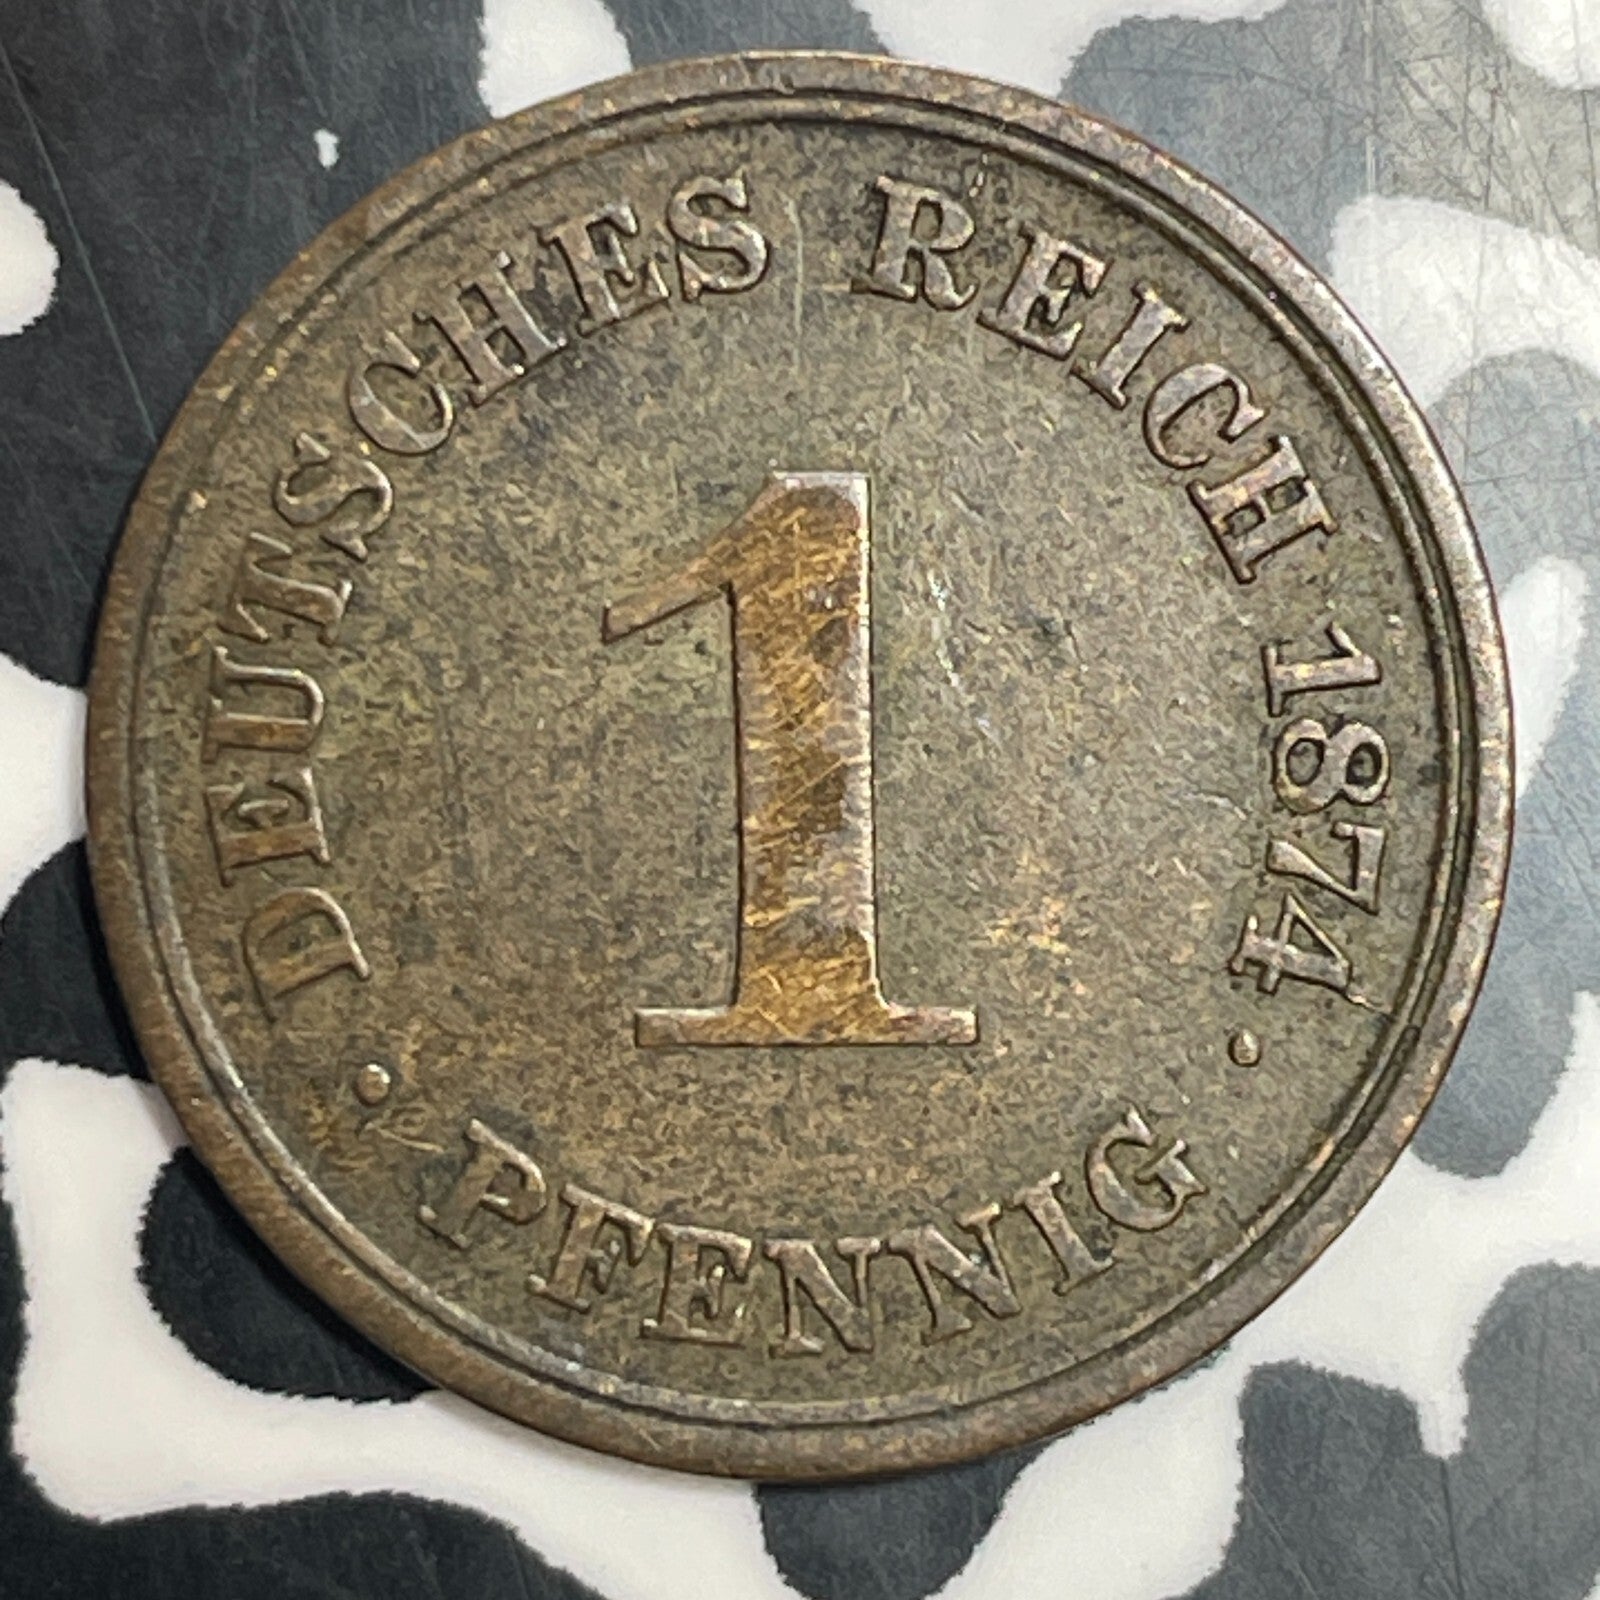 DEUTSCHES REICH 1874
1
· PFENNIG ·